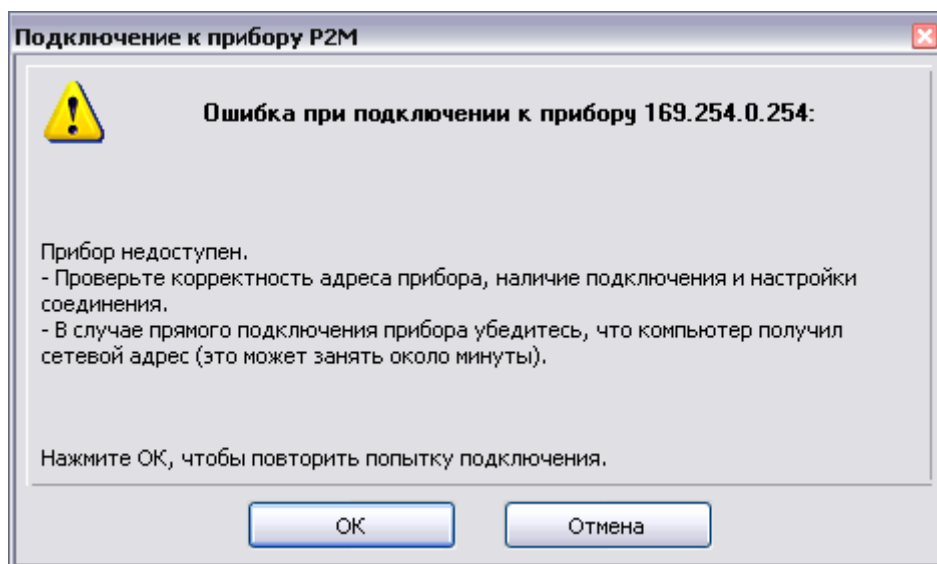 Подключение к прибору Р2М
Ошибка при подключении к прибору 169.254.0.254:
Прибор недоступен.
- Проверьте корректность адреса прибора, наличие подключения и настройки
соединения.
- В случае прямого подключения прибора убедитесь, что компьютер получил
сетевой адрес (это может занять около минуты).
Нажмите ОК, чтобы повторить попытку подключения.
ОК
Отмена